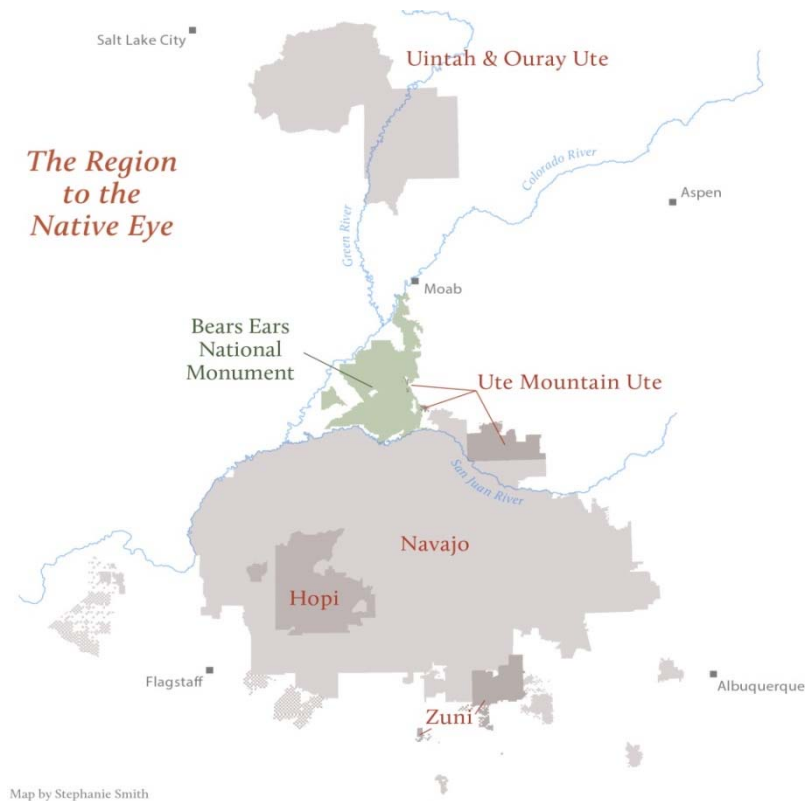 Salt Lake City
Uintah & Ouray Ute
The Region
to the
Native Eye
Colorado River
Aspen
Green River
Moab
Bears Ears
National
Monument
Ute Mountain Ute
San Juan River
Navajo
Hopi
Flagstaff
Albuquerque
Zuni
Map by Stephanie Smith